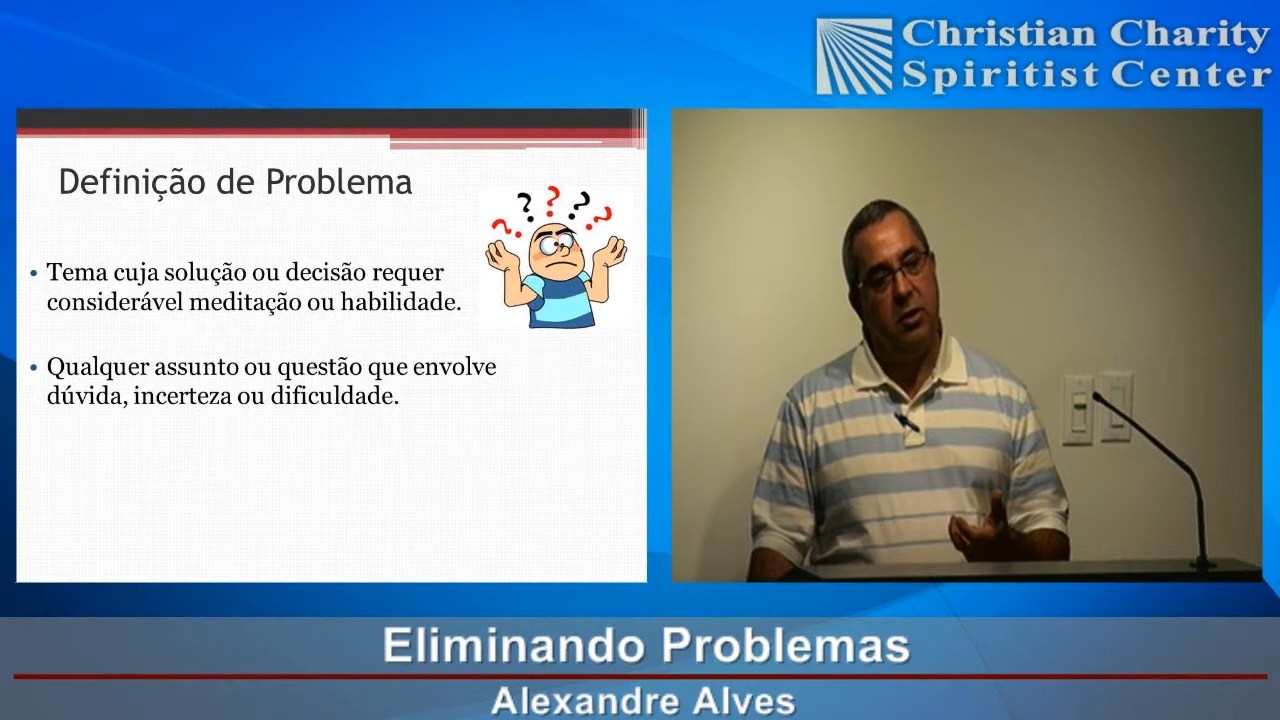 Christian Charity
Spiritist Center
Definição de Problema
? ? ? ? ?
• Tema cuja solução ou decisão requer
considerável meditação ou habilidade.
• Qualquer assunto ou questão que envolve
dúvida, incerteza ou dificuldade.
Eliminando Problemas
Alexandre Alves